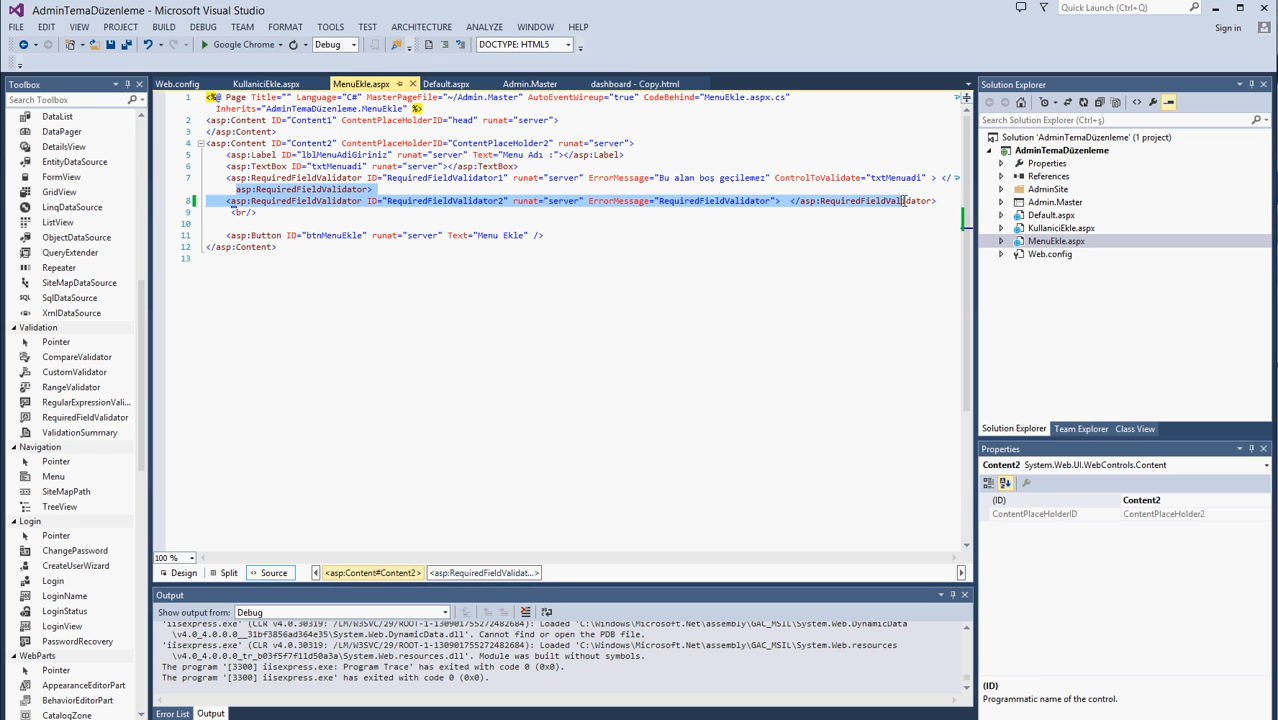 AdminTemaDüzenleme - Microsoft Visual Studio
Quick Launch (Ctrl+ş)
FILE EDIT VIEW PROJECT BUILD DEBUG TEAM FORMAT TOOLS TEST ARCHITECTURE ANALYZE WINDOW HELP
Sign in
Google Chrome Debug DOCTYPE: HTML5
Toolbox
Search Toolbox
DataList
DataPager
DetailsView
EntityDataSource
FormView
GridView
LinqDataSource
ListView
ObjectDataSource
QueryExtender
Repeater
SiteMapDataSource
SqlDataSource
XmlDataSource
Validation
Pointer
CompareValidator
CustomValidator
RangeValidator
RegularExpressionVali...
RequiredFieldValidator
ValidationSummary
Navigation
Pointer
Menu
SiteMapPath
TreeView
Login
Pointer
ChangePassword
CreateUserWizard
Login
LoginName
LoginStatus
LoginView
PasswordRecovery
WebParts
Pointer
AppearanceEditorPart
BehaviorEditorPart
CatalogZone
Web.config KullaniciEkle.aspx MenuEkle.aspx Default.aspx Admin.Master dashboard - Copy.html
1 <%@ Page Title="" Language="C#" MasterPageFile="~/Admin.Master" AutoEventWireup="true" CodeBehind="MenuEkle.aspx.cs"
Inherits="AdminTemaDüzenleme.MenuEkle" %>
2 <asp:Content ID="Content1" ContentPlaceHolderID="head" runat="server">
3 </asp:Content>
4 <asp:Content ID="Content2" ContentPlaceHolderID="ContentPlaceHolder2" runat="server">
5 <asp:Label ID="lblMenuAdiGiriniz" runat="server" Text="Menu Adı :"></asp:Label>
6 <asp:TextBox ID="txtMenuadi" runat="server"></asp:TextBox>
7 <asp:RequiredFieldValidator ID="RequiredFieldValidator1" runat="server" ErrorMessage="Bu alan boş geçilemez" ControlToValidate="txtMenuadi" > </
asp:RequiredFieldValidator>
8 <asp:RequiredFieldValidator ID="RequiredFieldValidator2" runat="server" ErrorMessage="RequiredFieldValidator"> </asp:RequiredFieldValidator>
9 <br/>
10
11 <asp:Button ID="btnMenuEkle" runat="server" Text="Menu Ekle" />
12 </asp:Content>
13
100 %
Design Split Source <asp:Content#Content2> <asp:RequiredFieldValidat...>
Output
Show output from: Debug
'iisexpress.exe' (CLR v4.0.30319: /LM/W3SVC/29/ROOT-1-130901755272481338): Loaded 'C:\Windows\Microsoft.Net\assembly\GAC_MSIL\System.Web.DynamicData
\v4.0_4.0.0.0__31bf3856ad364e35\System.Web.DynamicData.dll'. Cannot find or open the PDB file.
'iisexpress.exe' (CLR v4.0.30319: /LM/W3SVC/29/ROOT-1-130901755272481338): Loaded 'C:\Windows\Microsoft.Net\assembly\GAC_MSIL\System.Web.resources
\v4.0_4.0.0.0_tr_b03f5f7f11d50a3a\System.Web.resources.dll'. Module was built without symbols.
The program '[3300] iisexpress.exe: Program Trace' has exited with code 0 (0x0).
The program '[3300] iisexpress.exe' has exited with code 0 (0x0).
Error List Output
Solution Explorer
Search Solution Explorer (Ctrl+ş)
Solution 'AdminTemaDüzenleme' (1 project)
AdminTemaDüzenleme
Properties
References
AdminSite
Admin.Master
Default.aspx
KullaniciEkle.aspx
MenuEkle.aspx
Web.config
Solution Explorer Team Explorer Class View
Properties
Content2 System.Web.UI.WebControls.Content
(ID) Content2
ContentPlaceHolderID ContentPlaceHolder2
(ID)
Programmatic name of the control.